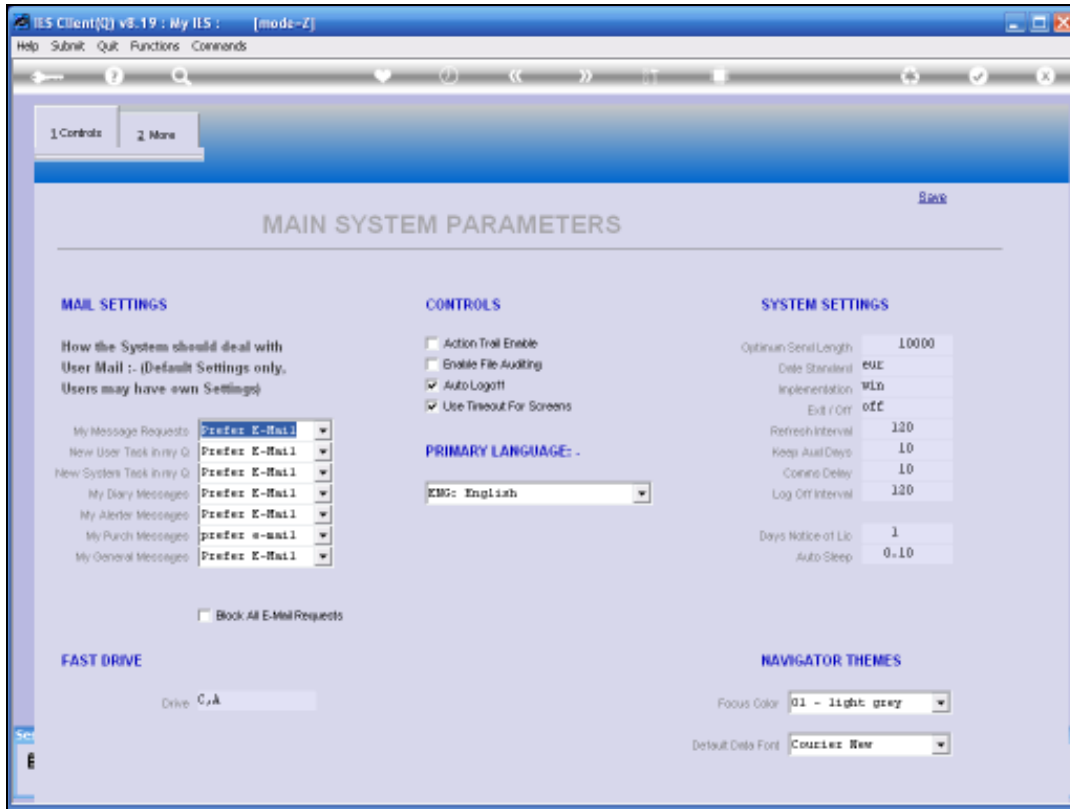 IES Client(Q) v8.19 : My IES : [mode=Z]
Help Submit Quit Functions Commands
1 Controls
2 More
Save
MAIN SYSTEM PARAMETERS
MAIL SETTINGS
How the System should deal with
User Mail :- (Default Settings only,
Users may have own Settings)
My Message Requests Prefer E-Mail
New User Task in my Q Prefer E-Mail
New System Task in my Q Prefer E-Mail
My Diary Messages Prefer E-Mail
My Alerter Messages Prefer E-Mail
My Purch Messages prefer e-mail
My General Messages Prefer E-Mail
Block All E-Mail Requests
FAST DRIVE
Drive C,A
CONTROLS
Action Trail Enable
Enable File Auditing
Auto Logoff
Use Timeout For Screens
PRIMARY LANGUAGE: -
ENG: English
SYSTEM SETTINGS
Optimum Send Length 10000
Date Standard eur
Implementation win
Exit / Off off
Refresh Interval 120
Keep Audi Days 10
Comms Delay 10
Log Off Interval 120
Days Notice of Lic 1
Auto Sleep 0.10
NAVIGATOR THEMES
Focus Color 01 - light grey
Default Data Font Courier New